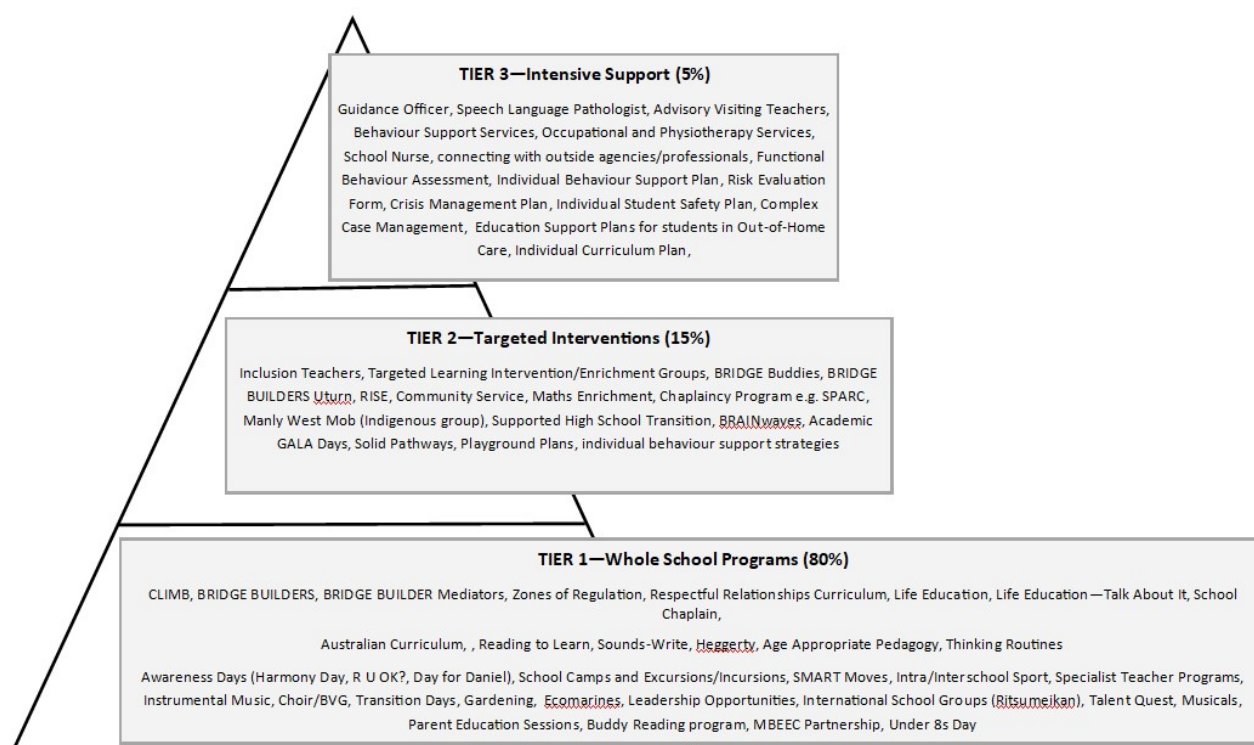 TIER 3—Intensive Support (5%)
Guidance Officer, Speech Language Pathologist, Advisory Visiting Teachers,
Behaviour Support Services, Occupational and Physiotherapy Services,
School Nurse, connecting with outside agencies/professionals, Functional
Behaviour Assessment, Individual Behaviour Support Plan, Risk Evaluation
Form, Crisis Management Plan, Individual Student Safety Plan, Complex
Case Management, Education Support Plans for students in Out-of-Home
Care, Individual Curriculum Plan,
TIER 2—Targeted Interventions (15%)
Inclusion Teachers, Targeted Learning Intervention/Enrichment Groups, BRIDGE Buddies, BRIDGE
BUILDERS Uturn, RISE, Community Service, Maths Enrichment, Chaplaincy Program e.g. SPARC,
Manly West Mob (Indigenous group), Supported High School Transition, BRAINwaves, Academic
GALA Days, Solid Pathways, Playground Plans, individual behaviour support strategies
TIER 1—Whole School Programs (80%)
CLIMB, BRIDGE BUILDERS, BRIDGE BUILDER Mediators, Zones of Regulation, Respectful Relationships Curriculum, Life Education, Life Education—Talk About It, School
Chaplain,
Australian Curriculum, , Reading to Learn, Sounds-Write, Heggerty, Age Appropriate Pedagogy, Thinking Routines
Awareness Days (Harmony Day, R U OK?, Day for Daniel), School Camps and Excursions/Incursions, SMART Moves, Intra/Interschool Sport, Specialist Teacher Programs,
Instrumental Music, Choir/BVG, Transition Days, Gardening, Ecomarines, Leadership Opportunities, International School Groups (Ritsumeikan), Talent Quest, Musicals,
Parent Education Sessions, Buddy Reading program, MBEEC Partnership, Under 8s Day